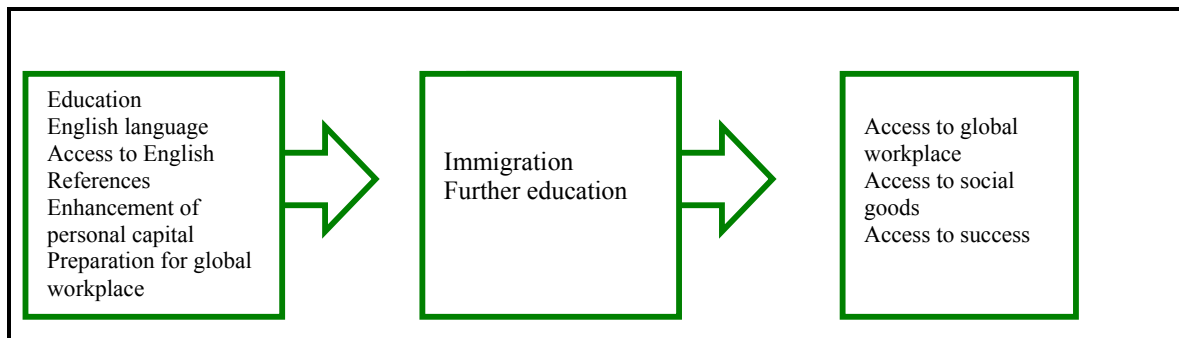 Education
English language
Access to English
References
Enhancement of
personal capital
Preparation for global
workplace
Immigration
Further education
Access to global
workplace
Access to social
goods
Access to success